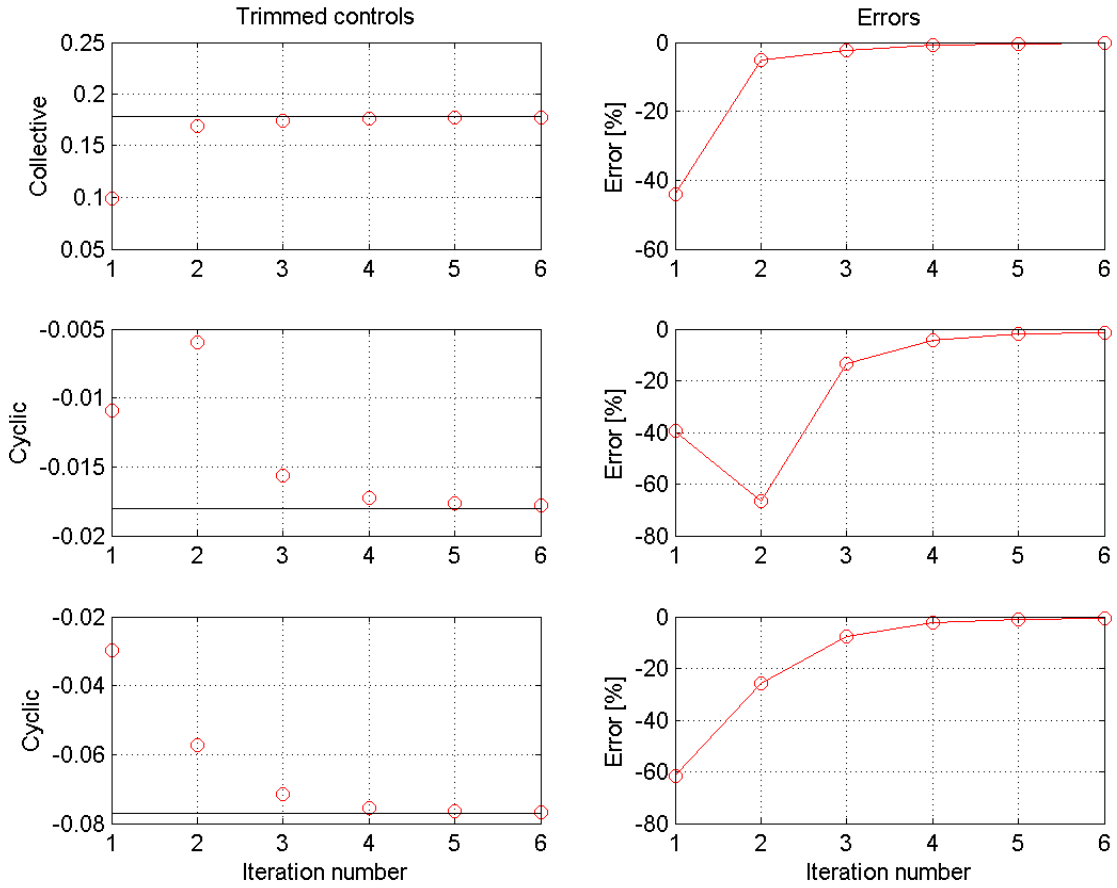 Trimmed controls
Collective
0.25
0.2
0.15
0.1
0.05
1 2 3 4 5 6
Errors
Error [%]
0
-20
-40
-60
1 2 3 4 5 6
Cyclic
-0.005
-0.01
-0.015
-0.02
1 2 3 4 5 6
Error [%]
0
-20
-40
-60
-80
1 2 3 4 5 6
Cyclic
-0.02
-0.04
-0.06
-0.08
1 2 3 4 5 6
Iteration number
Error [%]
0
-20
-40
-60
-80
1 2 3 4 5 6
Iteration number